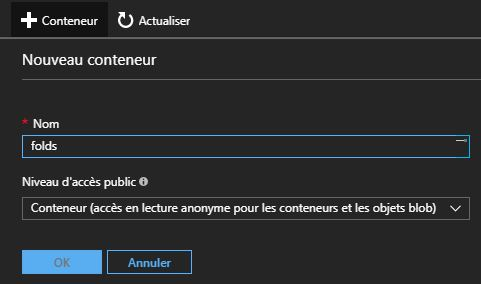 Conteneur Actualiser
Nouveau conteneur
* Nom
folds
Niveau d'accès public
Conteneur (accès en lecture anonyme pour les conteneurs et les objets blob)
OK Annuler